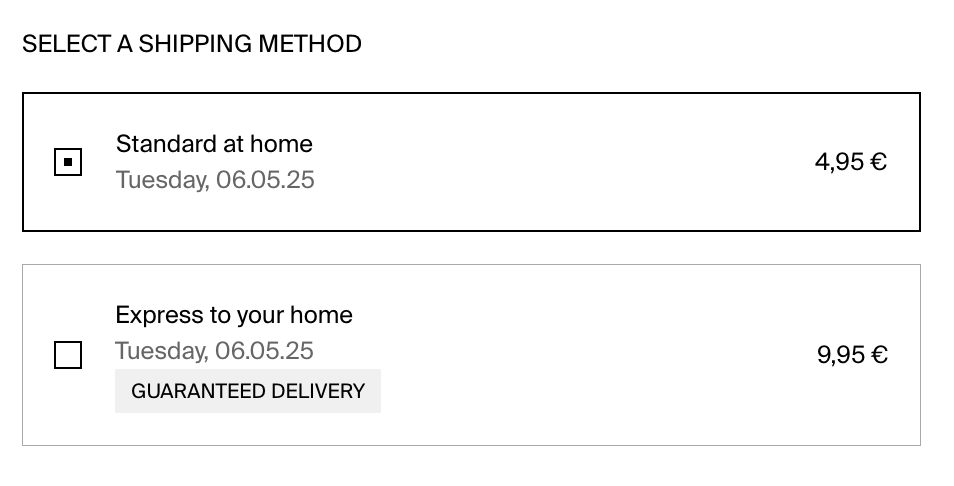 SELECT A SHIPPING METHOD
Standard at home
Tuesday, 06.05.25
4,95 €
Express to your home
Tuesday, 06.05.25
GUARANTEED DELIVERY
9,95 €